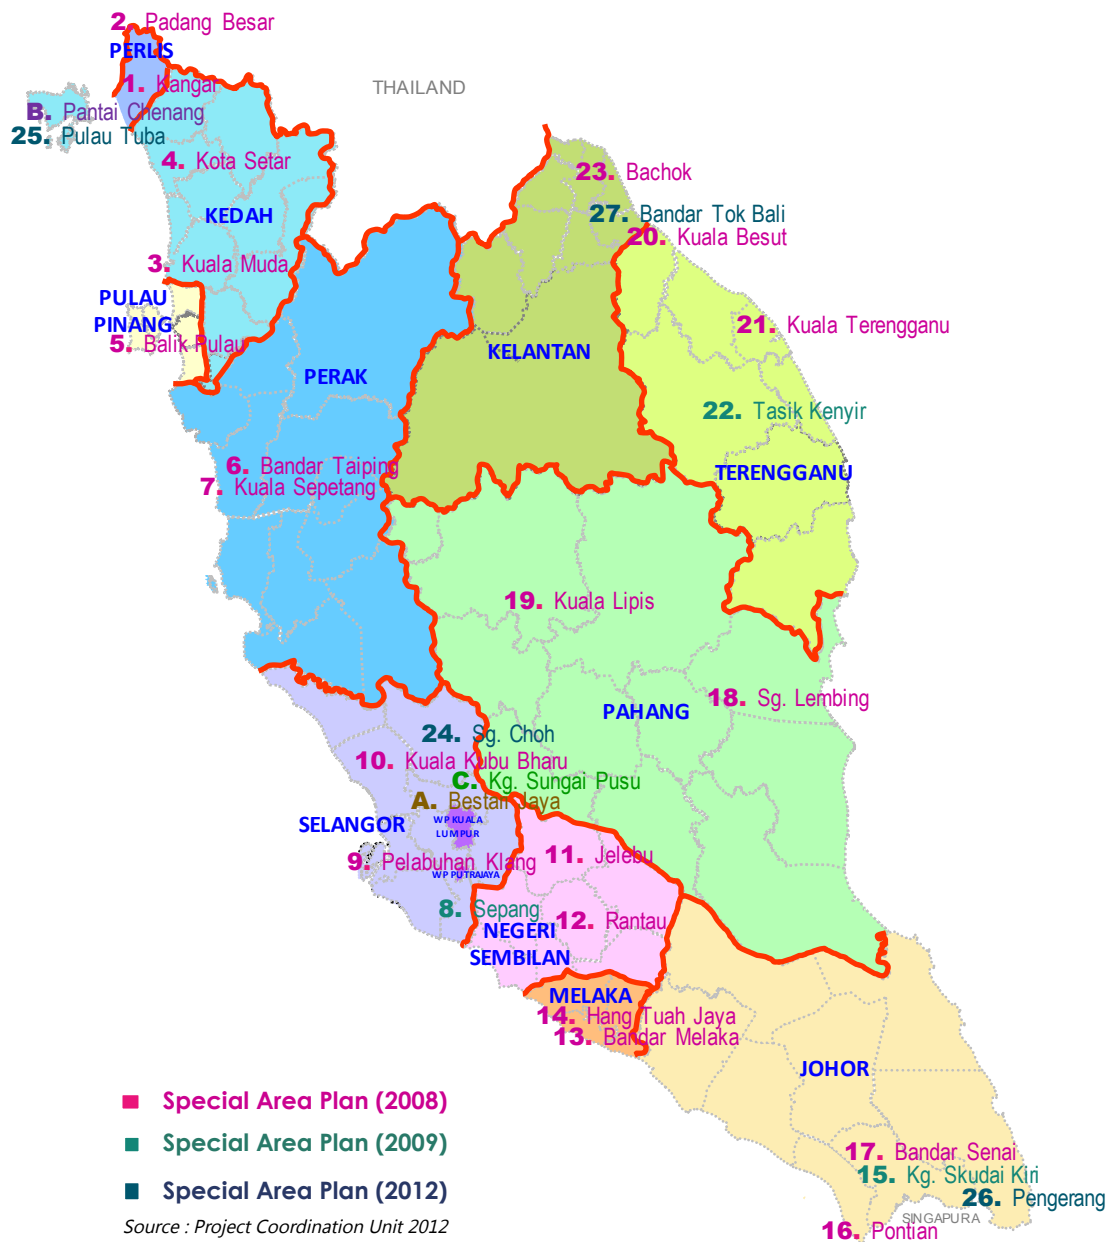 2. Padang Besar
PERLIS
1. Kangar
THAILAND
B. Pantai Chenang
25. Pulau Tuba
4. Kota Setar
23. Bachok
KEDAH
27. Bandar Tok Bali
20. Kuala Besut
3. Kuala Muda
PULAU
PINANG
5. Balik Pulau
21. Kuala Terengganu
KELANTAN
PERAK
22. Tasik Kenyir
6. Bandar Taiping
7. Kuala Sepetang
TERENGGANU
19. Kuala Lipis
18. Sg. Lembing
PAHANG
24. Sg. Choh
10. Kuala Kubu Bharu
C. Kg. Sungai Pusu
A. Bestari Jaya
SELANGOR
WP KUALA
LUMPUR
9. Pelabuhan Klang
WP PUTRAJAYA
11. Jelebu
8. Sepang
12. Rantau
NEGERI
SEMBILAN
MELAKA
14. Hang Tuah Jaya
13. Bandar Melaka
JOHOR
Special Area Plan (2008)
Special Area Plan (2009)
Special Area Plan (2012)
Source : Project Coordination Unit 2012
17. Bandar Senai
15. Kg. Skudai Kiri
26. Pengerang
SINGAPURA
16. Pontian